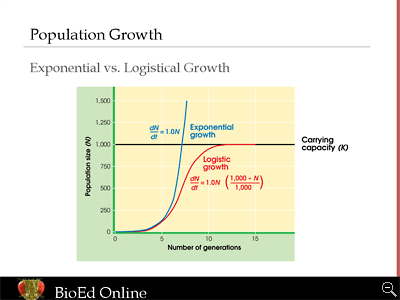 Population Growth
Exponential vs. Logistical Growth
1,500
1,250
1,000
750
500
250
0
Population size (N)
dN/dt = 1.0N
Exponential
growth
Carrying
capacity (K)
Logistic
growth
dN/dt = 1.0N (1,000 – N / 1,000)
0 5 10 15
Number of generations
BioEd Online